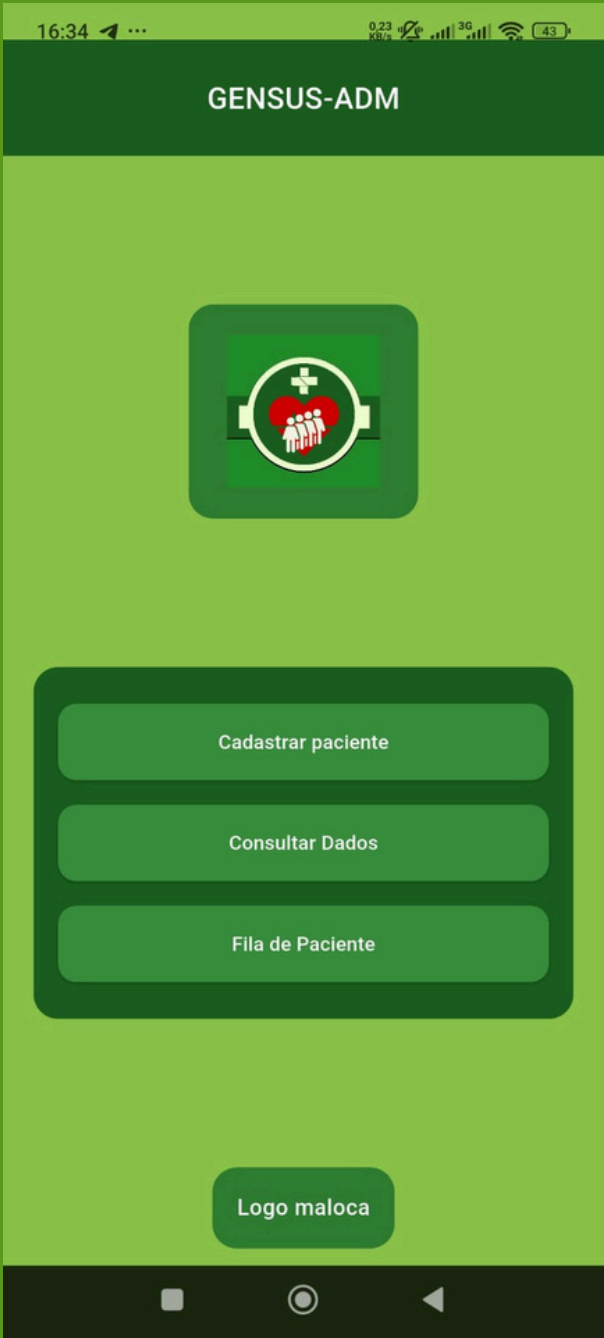 16:34 ...
0,23
KB/s
3G
43
GENSUS-ADM
Cadastrar paciente
Consultar Dados
Fila de Paciente
Logo maloca